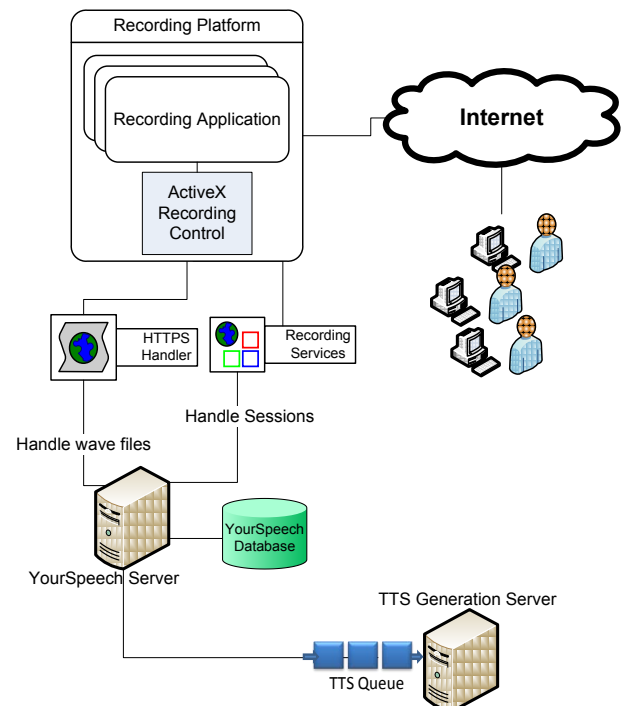 Recording Platform
Recording Application
ActiveX
Recording
Control
Internet
HTTPS
Handler
Recording
Services
Handle Sessions
Handle wave files
YourSpeech
Database
YourSpeech Server
TTS Generation Server
TTS Queue